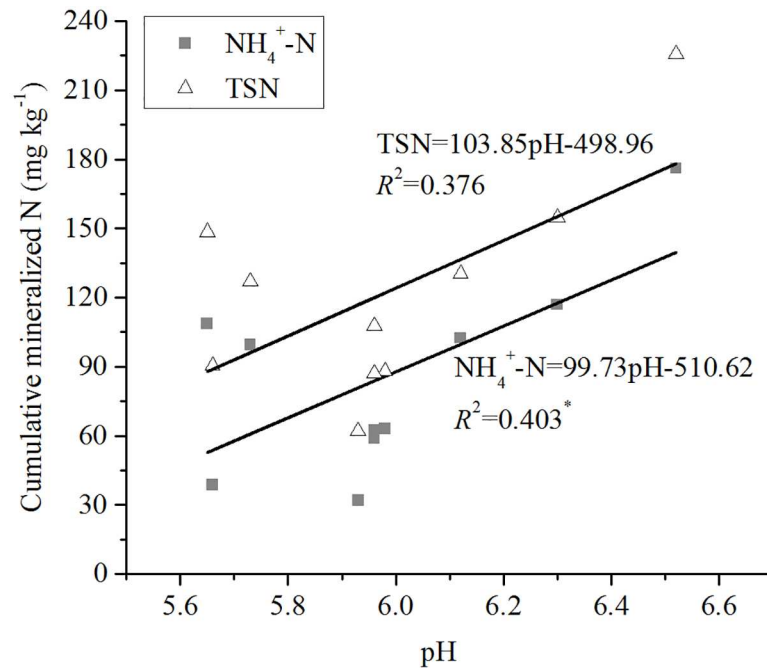 240
210
180
150
120
90
60
30
0
Cumulative mineralized N (mg kg⁻¹)
NH₄⁺-N
TSN
TSN=103.85pH-498.96
R²=0.376
NH₄⁺-N=99.73pH-510.62
R²=0.403*
5.6 5.8 6.0 6.2 6.4 6.6
pH